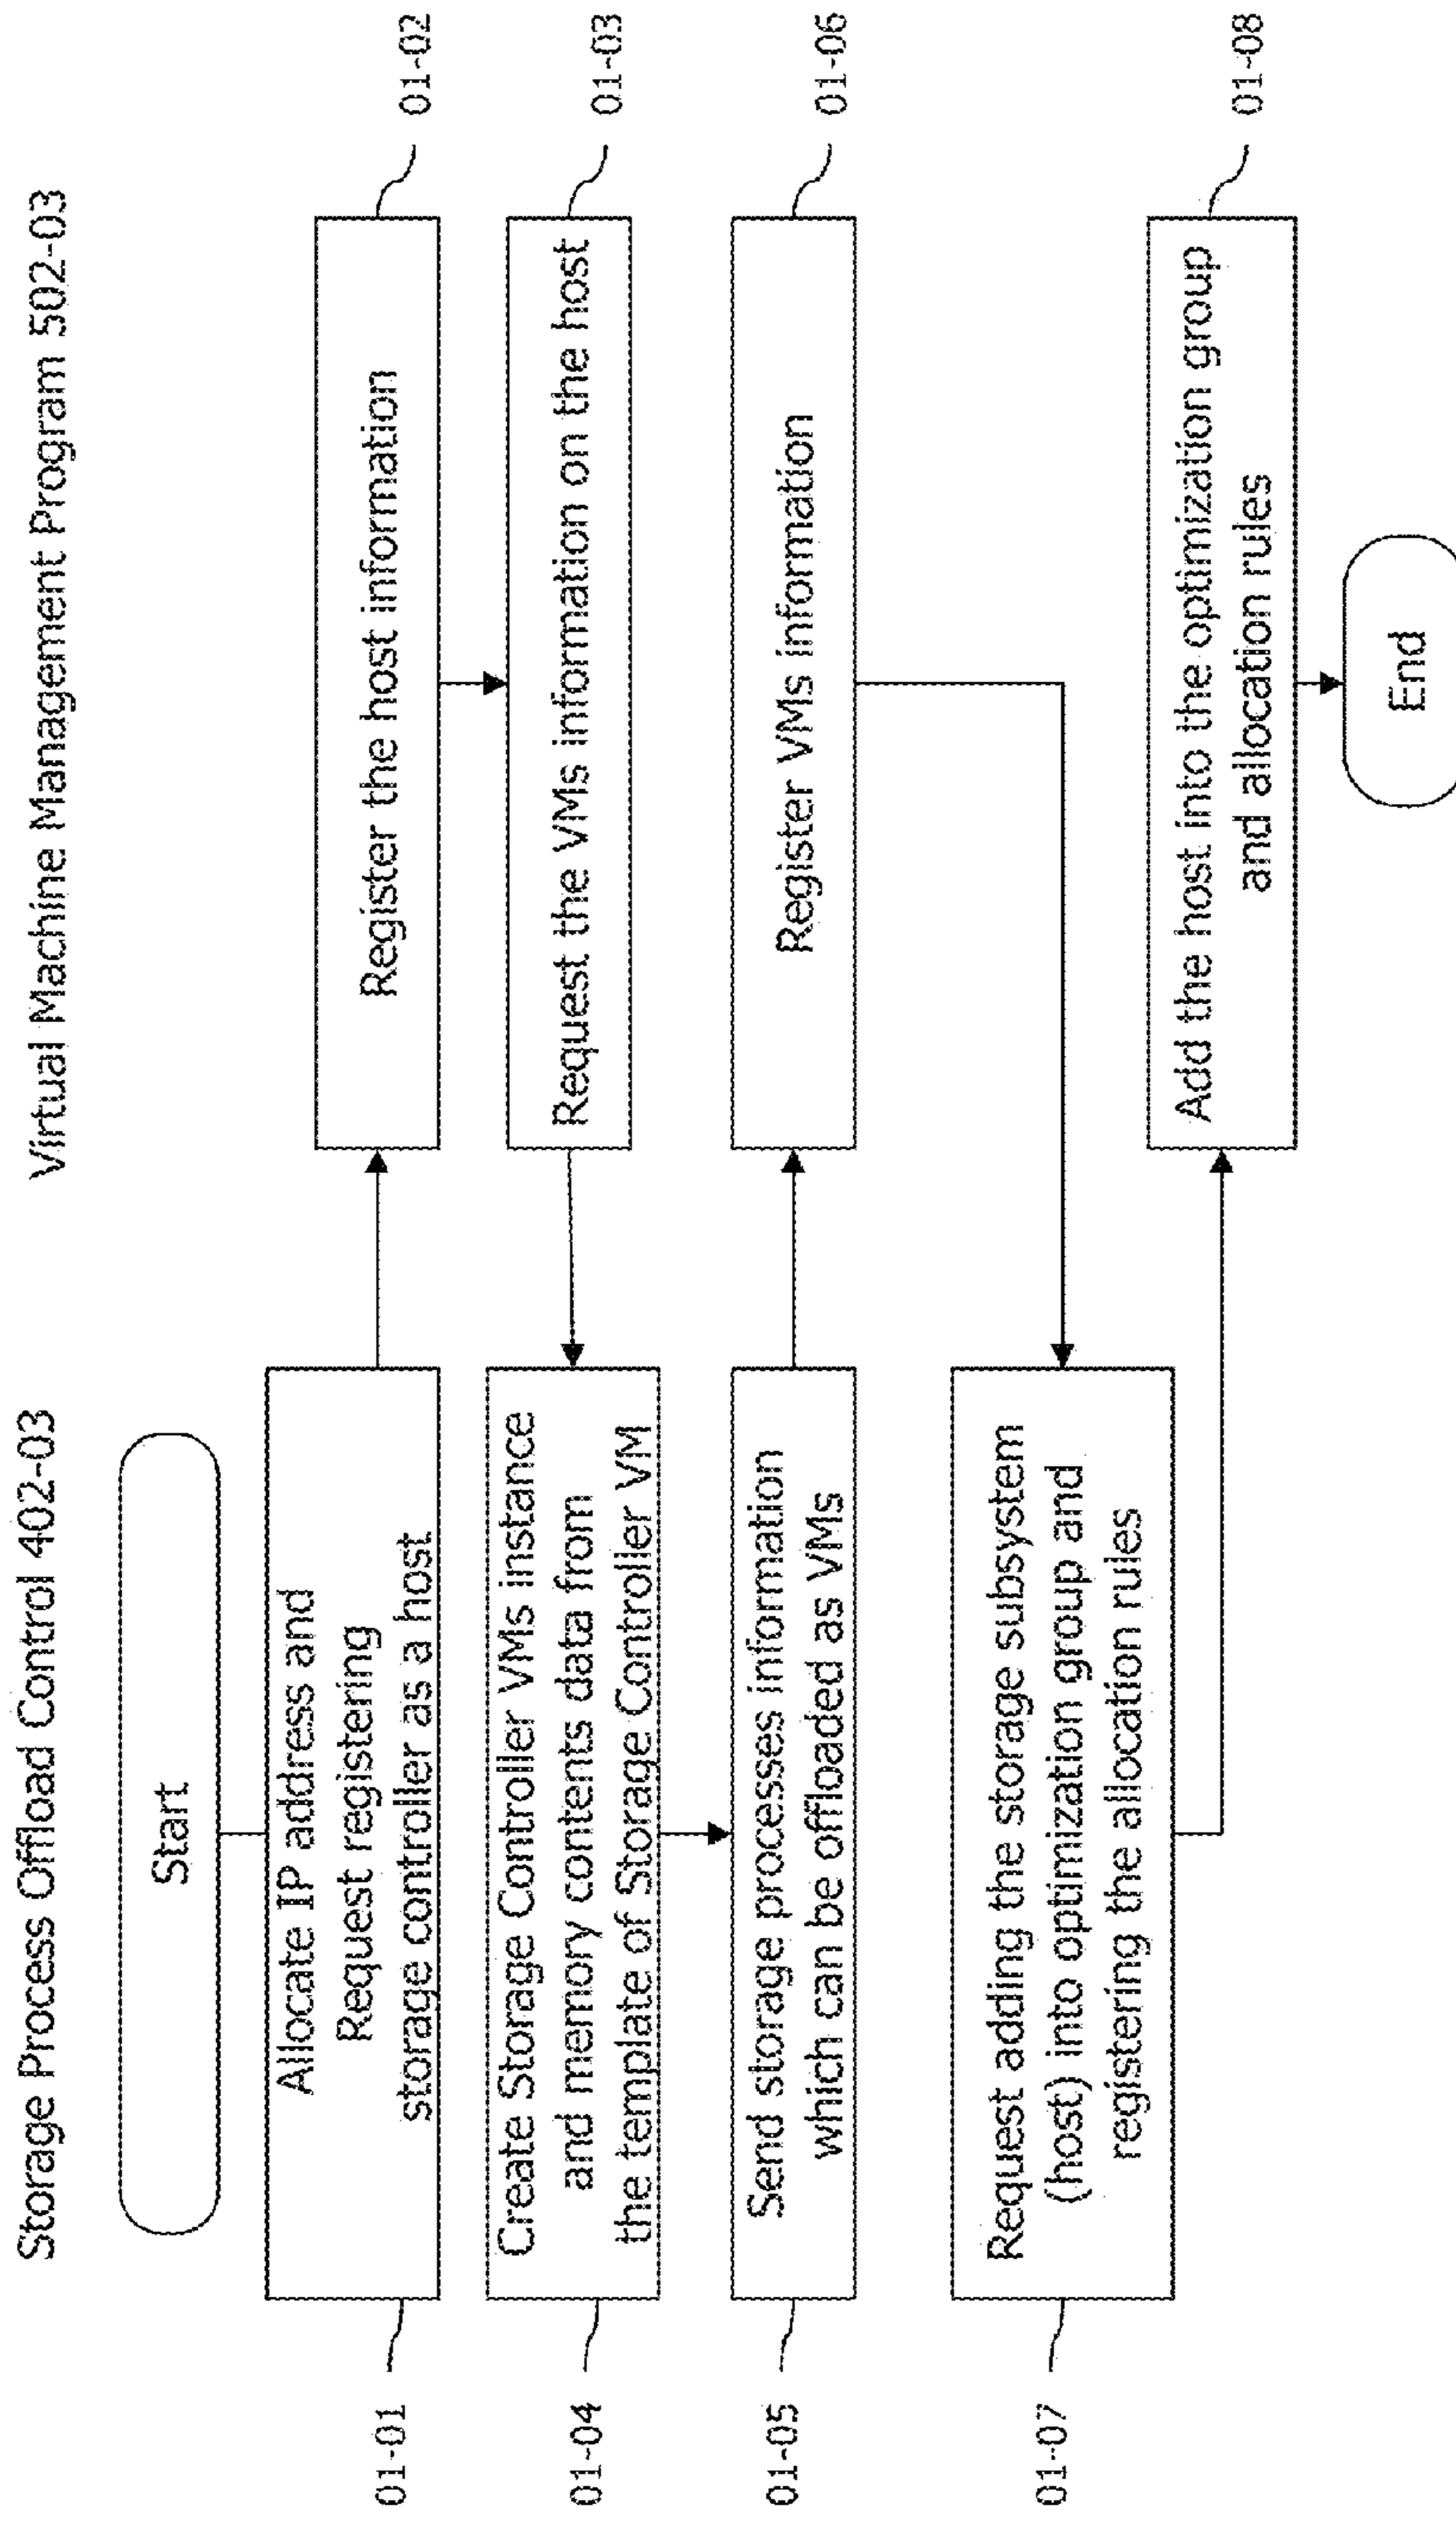 Storage Process Offload Control 402-03
Virtual Machine Management Program 502-03
Start
01-01
Allocate IP address and
Request registering
storage controller as a host
Register the host information
01-02
Request the VMs information on the host
01-03
01-04
Create Storage Controller VMs instance
and memory contents data from
the template of Storage Controller VM
01-05
Send storage processes information
which can be offloaded as VMs
Register VMs information
01-06
01-07
Request adding the storage subsystem
(host) into optimization group and
registering the allocation rules
Add the host into the optimization group
and allocation rules
01-08
End